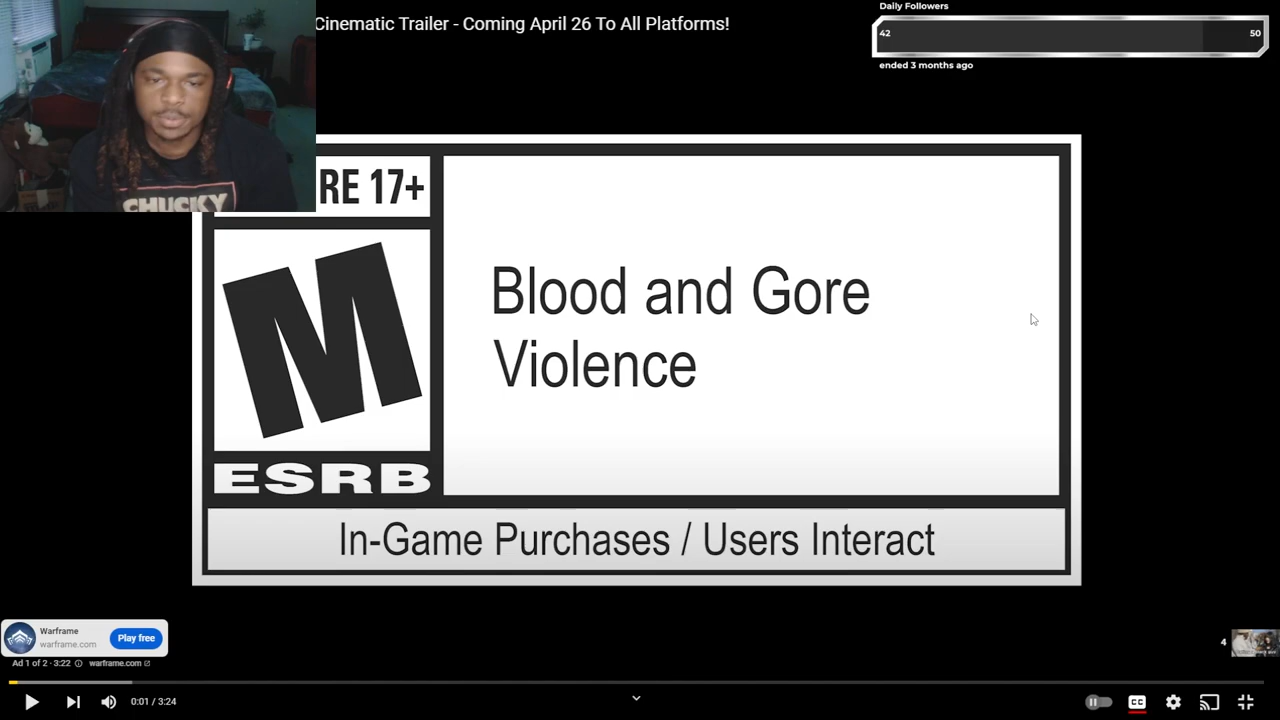 Cinematic Trailer - Coming April 26 To All Platforms!
Daily Followers
42
50
ended 3 months ago
CHUCKY
RE 17+
M
Blood and Gore
Violence
ESRB
In-Game Purchases / Users Interact
Warframe
warframe.com
Play free
Ad 1 of 2 · 3:22
warframe.com
4
0:01 / 3:24
CC